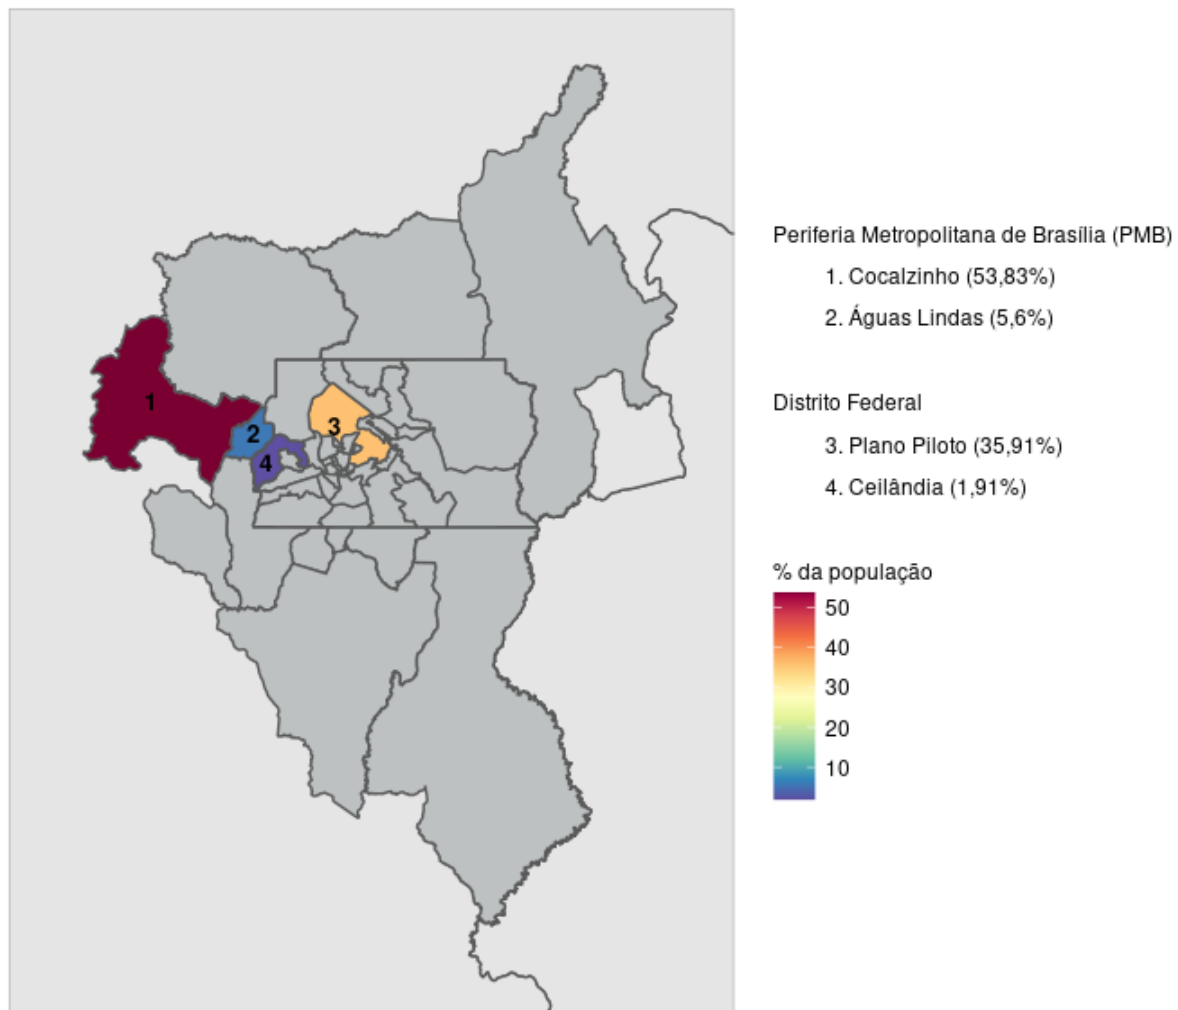 1
2
3
4
Periferia Metropolitana de Brasília (PMB)
1. Cocalzinho (53,83%)
2. Águas Lindas (5,6%)
Distrito Federal
3. Plano Piloto (35,91%)
4. Ceilândia (1,91%)
% da população
50
40
30
20
10